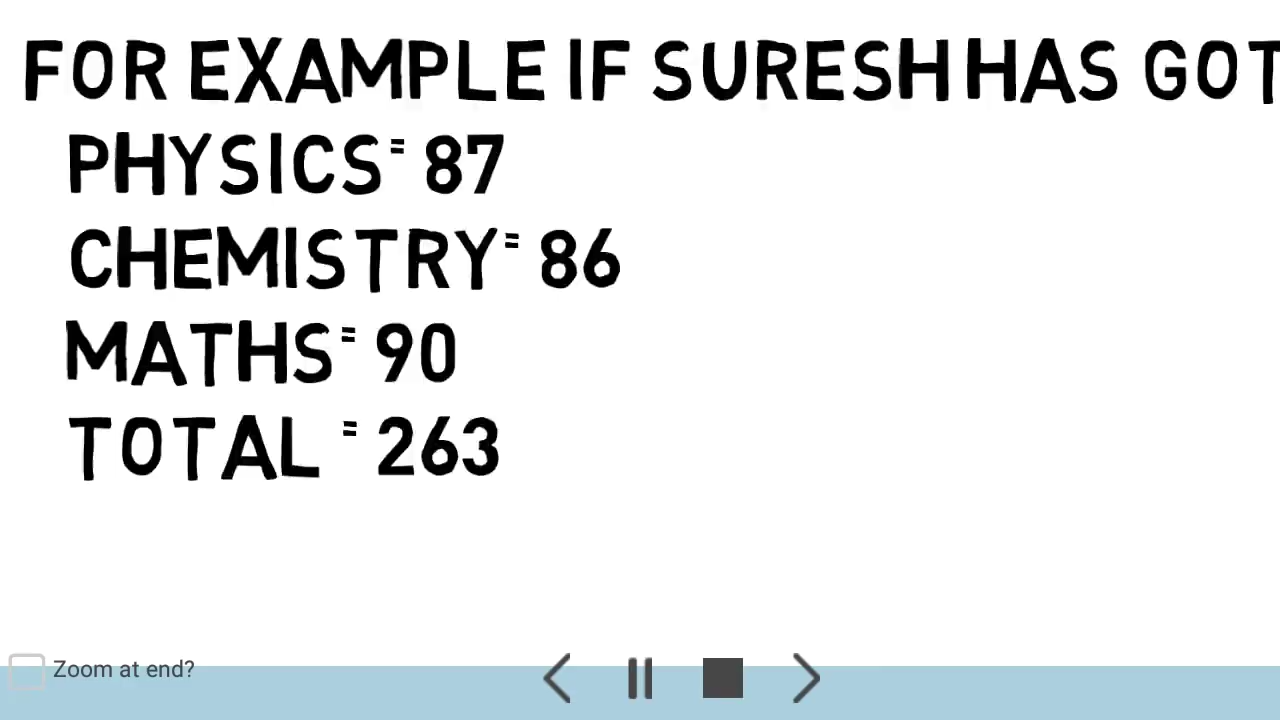 FOR EXAMPLE IF SURESH HAS GOT
PHYSICS = 87
CHEMISTRY = 86
MATHS = 90
TOTAL = 263
Zoom at end?